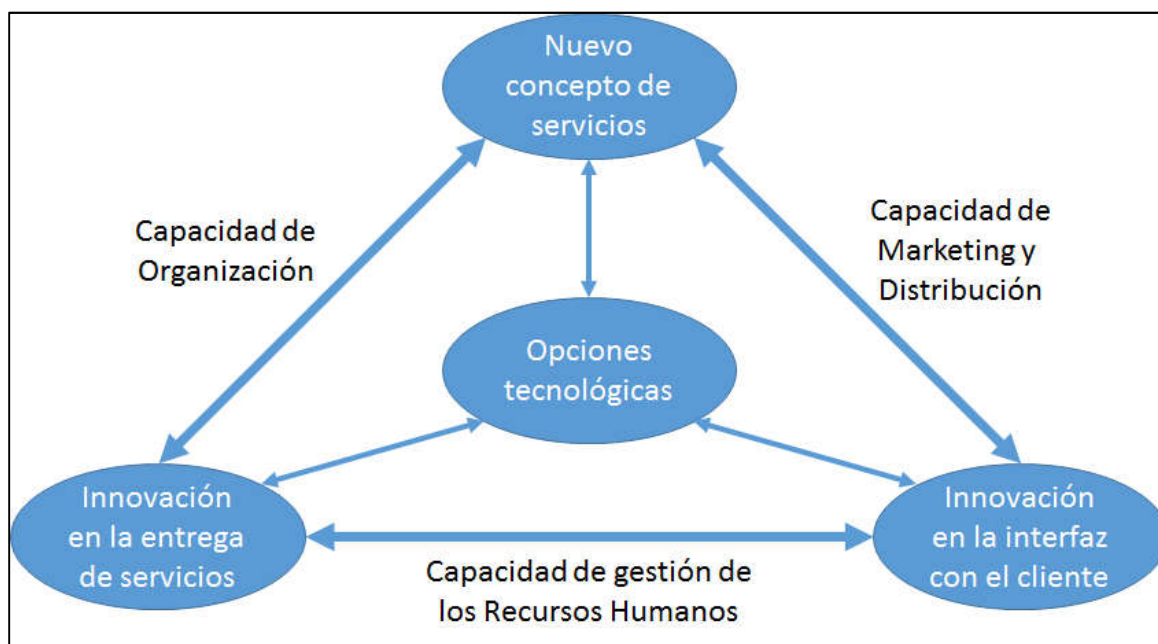 Nuevo
concepto de
servicios
Capacidad de
Organización
Capacidad de
Marketing y
Distribución
Opciones
tecnológicas
Innovación
en la entrega
de servicios
Innovación
en la interfaz
con el cliente
Capacidad de gestión de
los Recursos Humanos